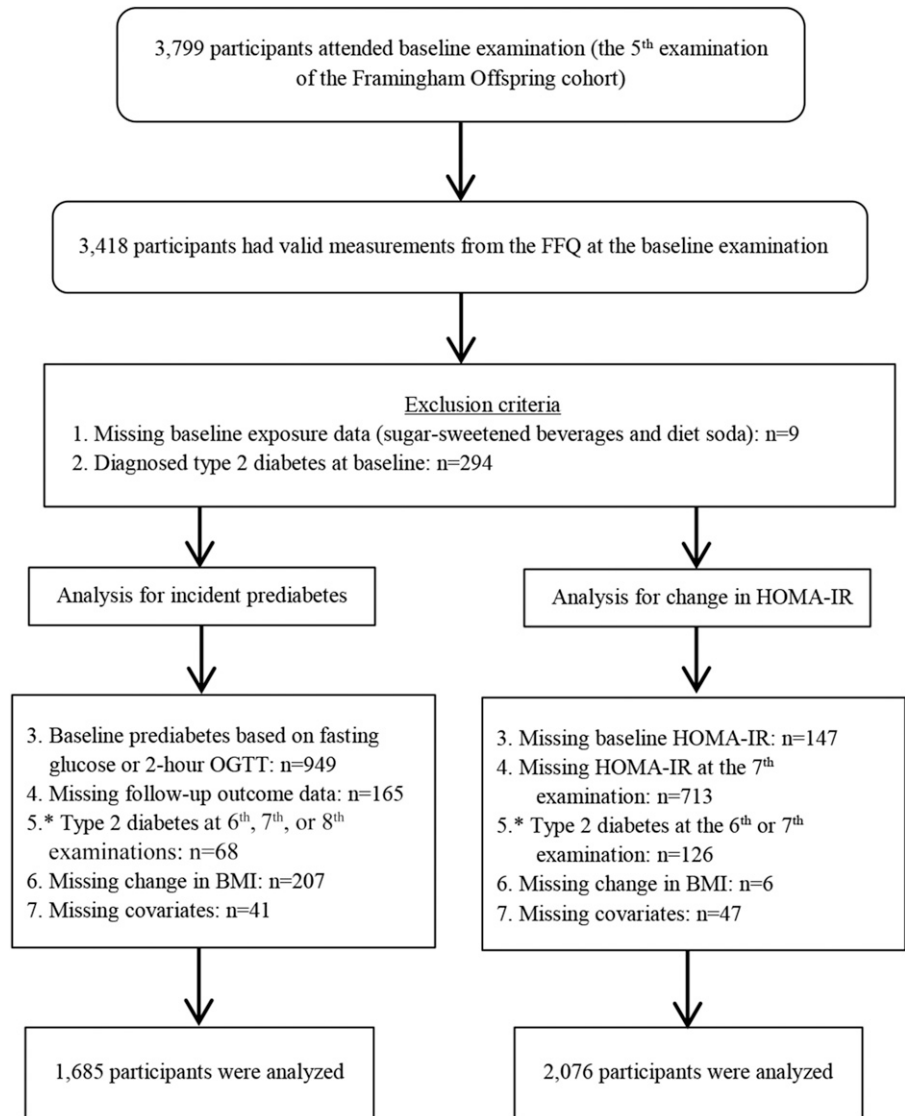 3,799 participants attended baseline examination (the 5th examination
of the Framingham Offspring cohort)
3,418 participants had valid measurements from the FFQ at the baseline examination
Exclusion criteria
1. Missing baseline exposure data (sugar-sweetened beverages and diet soda): n=9
2. Diagnosed type 2 diabetes at baseline: n=294
Analysis for incident prediabetes
Analysis for change in HOMA-IR
3. Baseline prediabetes based on fasting
glucose or 2-hour OGTT: n=949
4. Missing follow-up outcome data: n=165
5.* Type 2 diabetes at 6th, 7th, or 8th
examinations: n=68
6. Missing change in BMI: n=207
7. Missing covariates: n=41
3. Missing baseline HOMA-IR: n=147
4. Missing HOMA-IR at the 7th
examination: n=713
5.* Type 2 diabetes at the 6th or 7th
examination: n=126
6. Missing change in BMI: n=6
7. Missing covariates: n=47
1,685 participants were analyzed
2,076 participants were analyzed